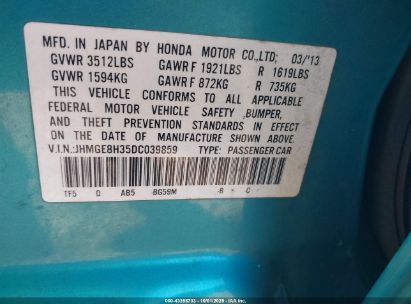 MFD. IN JAPAN BY HONDA MOTOR CO.,LTD; 03/'13
GVWR 3512LBS GAWR F 1921LBS R 1619LBS
GVWR 1594KG GAWR F 872KG R 735KG
THIS VEHICLE CONFORMS TO ALL APPLICABLE
FEDERAL MOTOR VEHICLE SAFETY ,BUMPER,
AND THEFT PREVENTION STANDARDS IN EFFECT
ON THE DATE OF MANUFACTURE SHOWN ABOVE.
V.I.N.:JHMGE8H35DC039859 TYPE: PASSENGER CAR
TF5 0 AB5 -BG59M -B -C